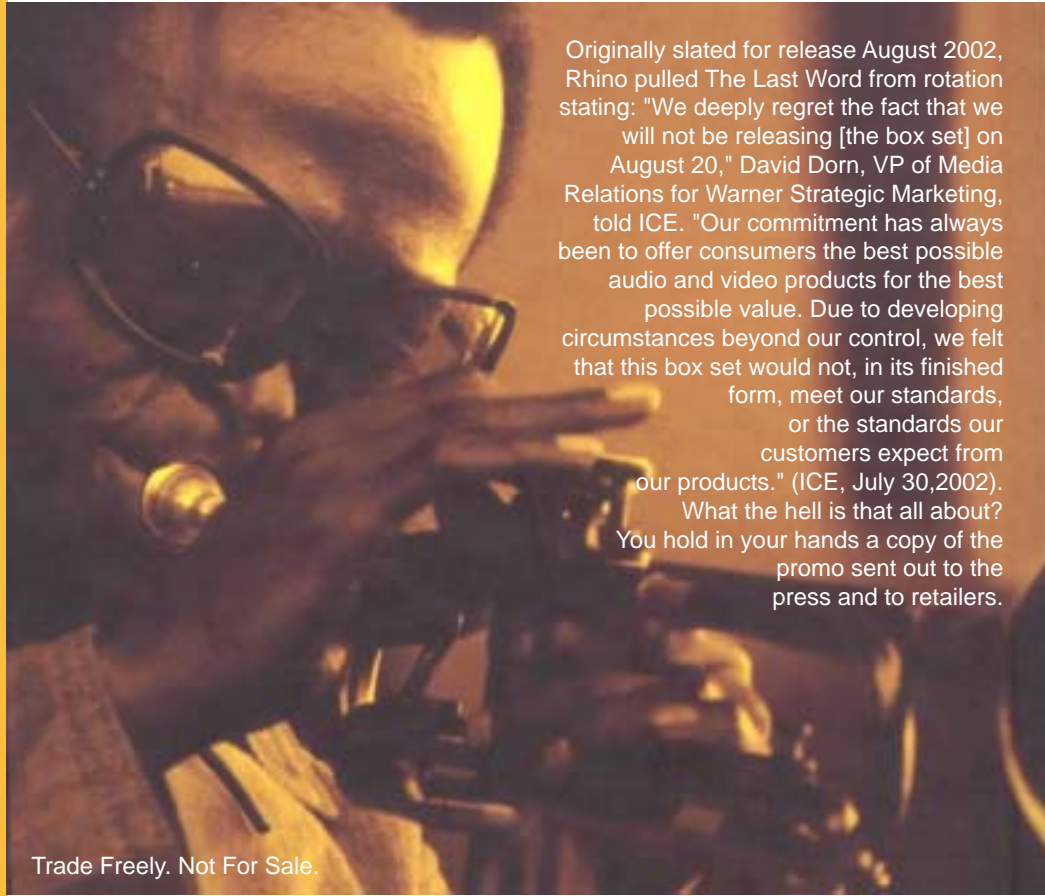 Originally slated for release August 2002,
Rhino pulled The Last Word from rotation
stating: "We deeply regret the fact that we
will not be releasing [the box set] on
August 20," David Dorn, VP of Media
Relations for Warner Strategic Marketing,
told ICE. "Our commitment has always
been to offer consumers the best possible
audio and video products for the best
possible value. Due to developing
circumstances beyond our control, we felt
that this box set would not, in its finished
form, meet our standards,
or the standards our
customers expect from
our products." (ICE, July 30,2002).
What the hell is that all about?
You hold in your hands a copy of the
promo sent out to the
press and to retailers.
Trade Freely. Not For Sale.